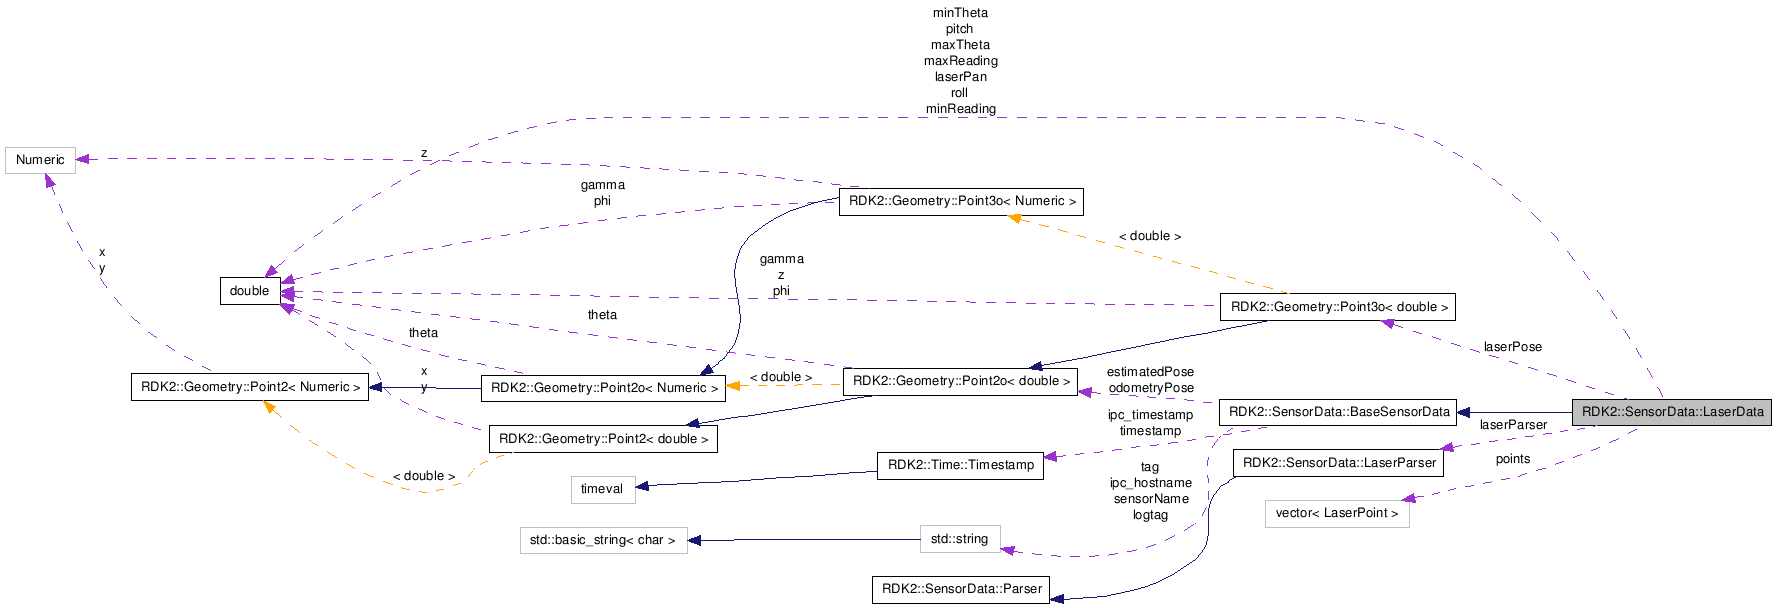 minTheta
pitch
maxTheta
maxReading
laserPan
roll
minReading
Numeric
z
gamma
phi
RDK2::Geometry::Point3o< Numeric >
< double >
x
y
gamma
z
phi
double
RDK2::Geometry::Point3o< double >
theta
theta
laserPose
x
y
< double >
RDK2::Geometry::Point2< Numeric >
RDK2::Geometry::Point2o< Numeric >
RDK2::Geometry::Point2o< double >
estimatedPose
odometryPose
RDK2::SensorData::BaseSensorData
RDK2::SensorData::LaserData
ipc_timestamp
timestamp
laserParser
RDK2::Geometry::Point2< double >
< double >
RDK2::Time::Timestamp
RDK2::SensorData::LaserParser
points
timeval
tag
ipc_hostname
sensorName
logtag
vector< LaserPoint >
std::basic_string< char >
std::string
RDK2::SensorData::Parser